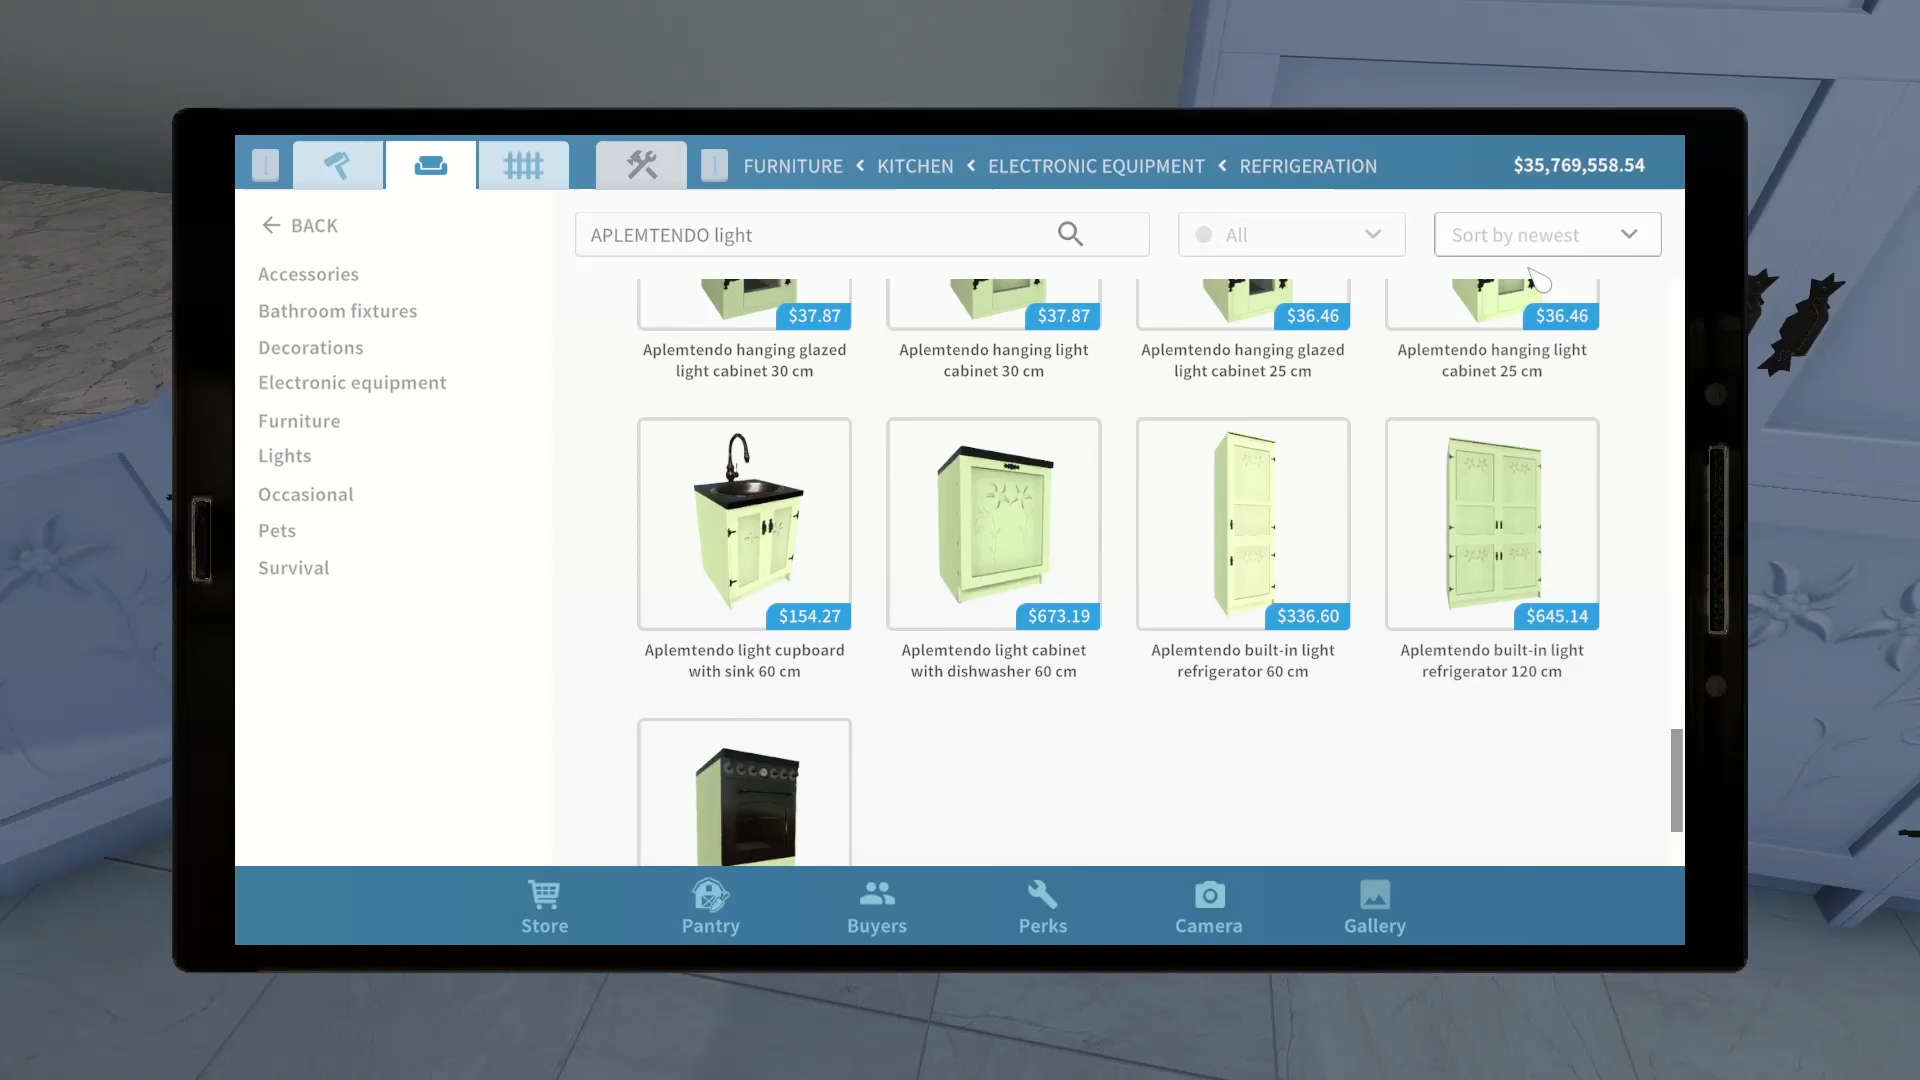 FURNITURE < KITCHEN < ELECTRONIC EQUIPMENT < REFRIGERATION
$35,769,558.54
BACK
APLEMTENDO light
All
Sort by newest
Accessories
Bathroom fixtures
Decorations
Electronic equipment
Furniture
Lights
Occasional
Pets
Survival
$37.87
$37.87
$36.46
$36.46
Aplemtendo hanging glazed
light cabinet 30 cm
Aplemtendo hanging light
cabinet 30 cm
Aplemtendo hanging glazed
light cabinet 25 cm
Aplemtendo hanging light
cabinet 25 cm
$154.27
$673.19
$336.60
$645.14
Aplemtendo light cupboard
with sink 60 cm
Aplemtendo light cabinet
with dishwasher 60 cm
Aplemtendo built-in light
refrigerator 60 cm
Aplemtendo built-in light
refrigerator 120 cm
Store
Pantry
Buyers
Perks
Camera
Gallery